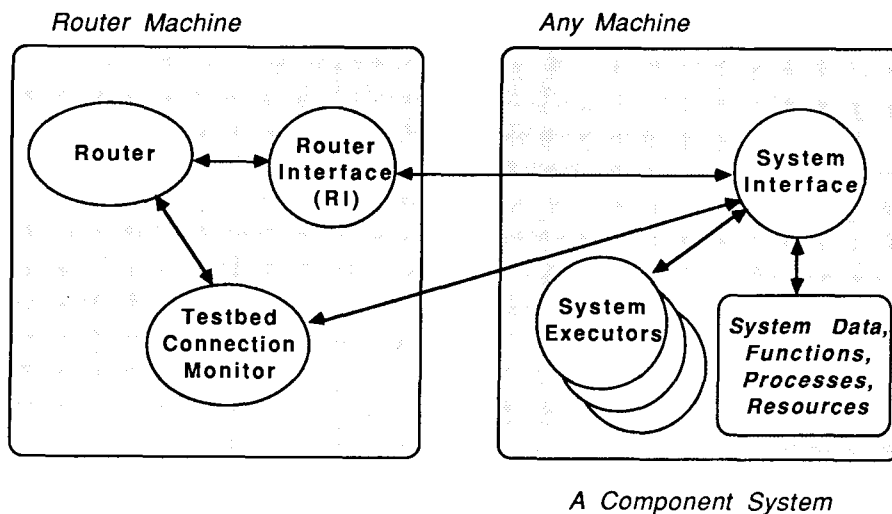 Router Machine
Any Machine
Router
Router
Interface
(RI)
System
Interface
Testbed
Connection
Monitor
System
Executors
System Data,
Functions,
Processes,
Resources
A Component System